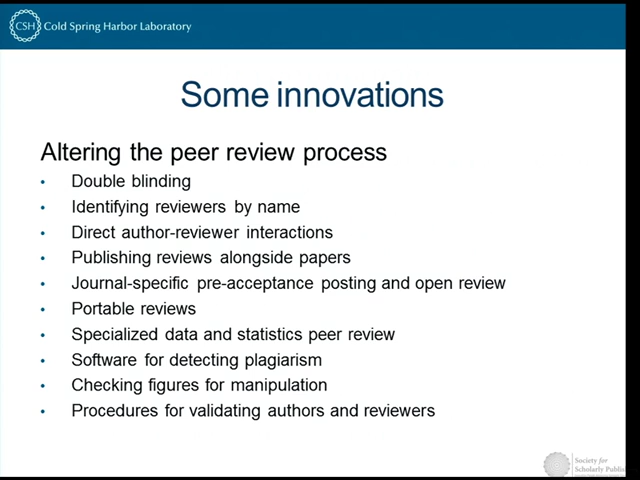 CSH Cold Spring Harbor Laboratory
Some innovations
Altering the peer review process
• Double blinding
• Identifying reviewers by name
• Direct author-reviewer interactions
• Publishing reviews alongside papers
• Journal-specific pre-acceptance posting and open review
• Portable reviews
• Specialized data and statistics peer review
• Software for detecting plagiarism
• Checking figures for manipulation
• Procedures for validating authors and reviewers
Society for
Scholarly Publis